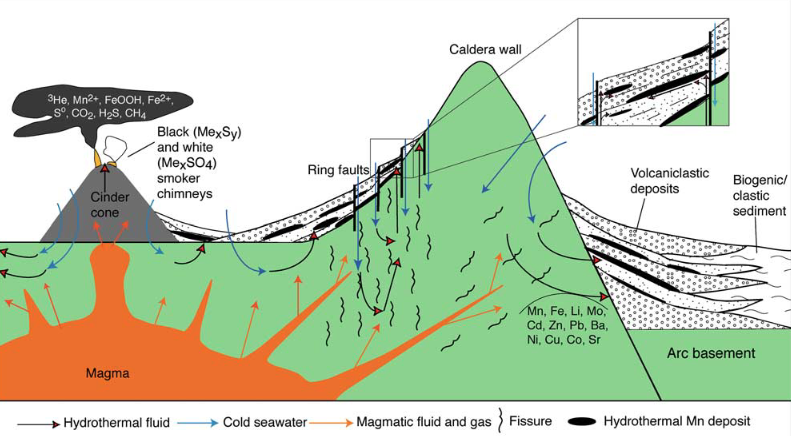 Caldera wall
³He, Mn²⁺, FeOOH, Fe²⁺,
S⁰, CO₂, H₂S, CH₄
Black (MeₓSᵧ)
and white
(MeₓSO4)
smoker
chimneys
Ring faults
Cinder
cone
Volcaniclastic
deposits
Biogenic/
clastic
sediment
Mn, Fe, Li, Mo,
Cd, Zn, Pb, Ba,
Ni, Cu, Co, Sr
Arc basement
Magma
Hydrothermal fluid
Cold seawater
Magmatic fluid and gas
Fissure
Hydrothermal Mn deposit